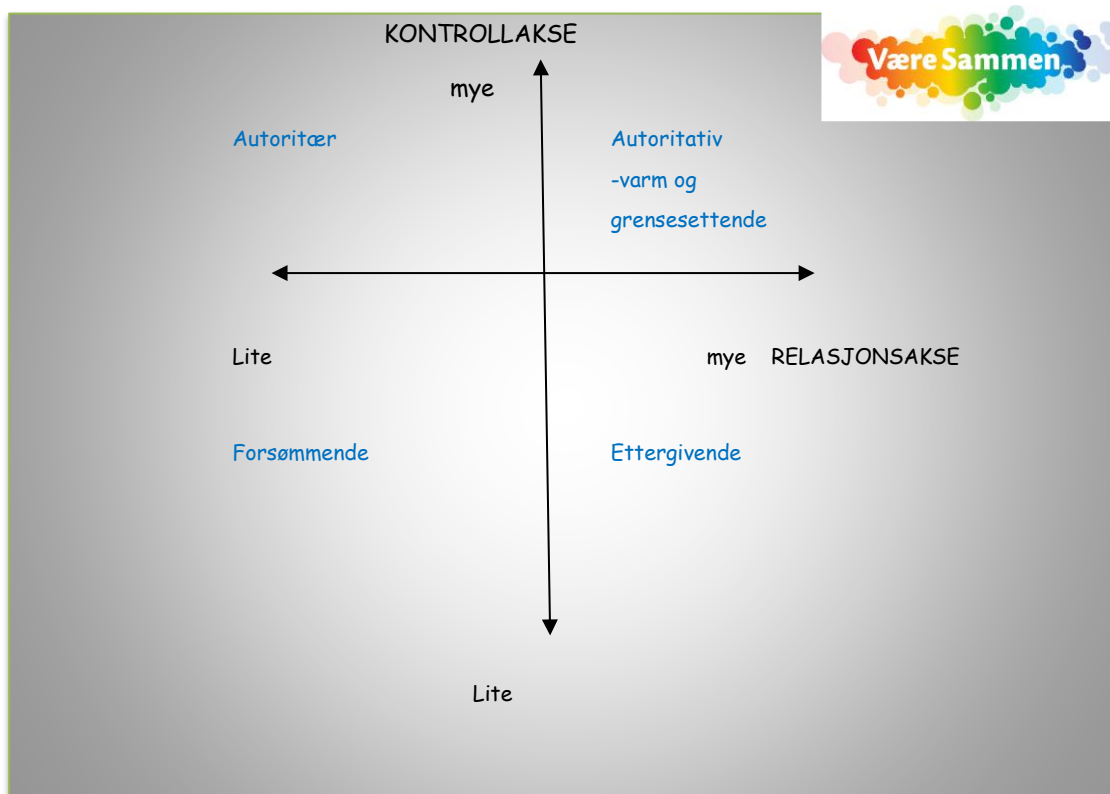 KONTROLLAKSE
Være Sammen
mye
Autoritær
Autoritativ
-varm og
grensesettende
Lite
mye RELASJONSAKSE
Forsømmende
Ettergivende
Lite